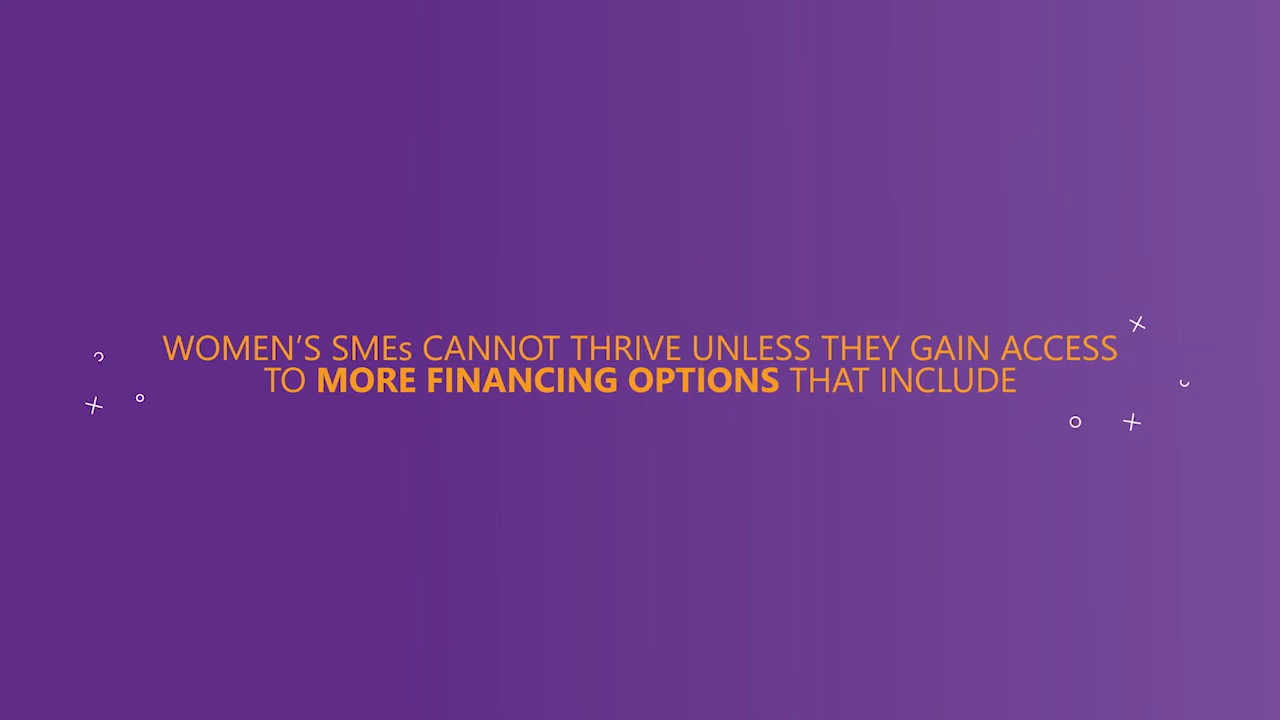 WOMEN’S SMEs CANNOT THRIVE UNLESS THEY GAIN ACCESS
TO MORE FINANCING OPTIONS THAT INCLUDE